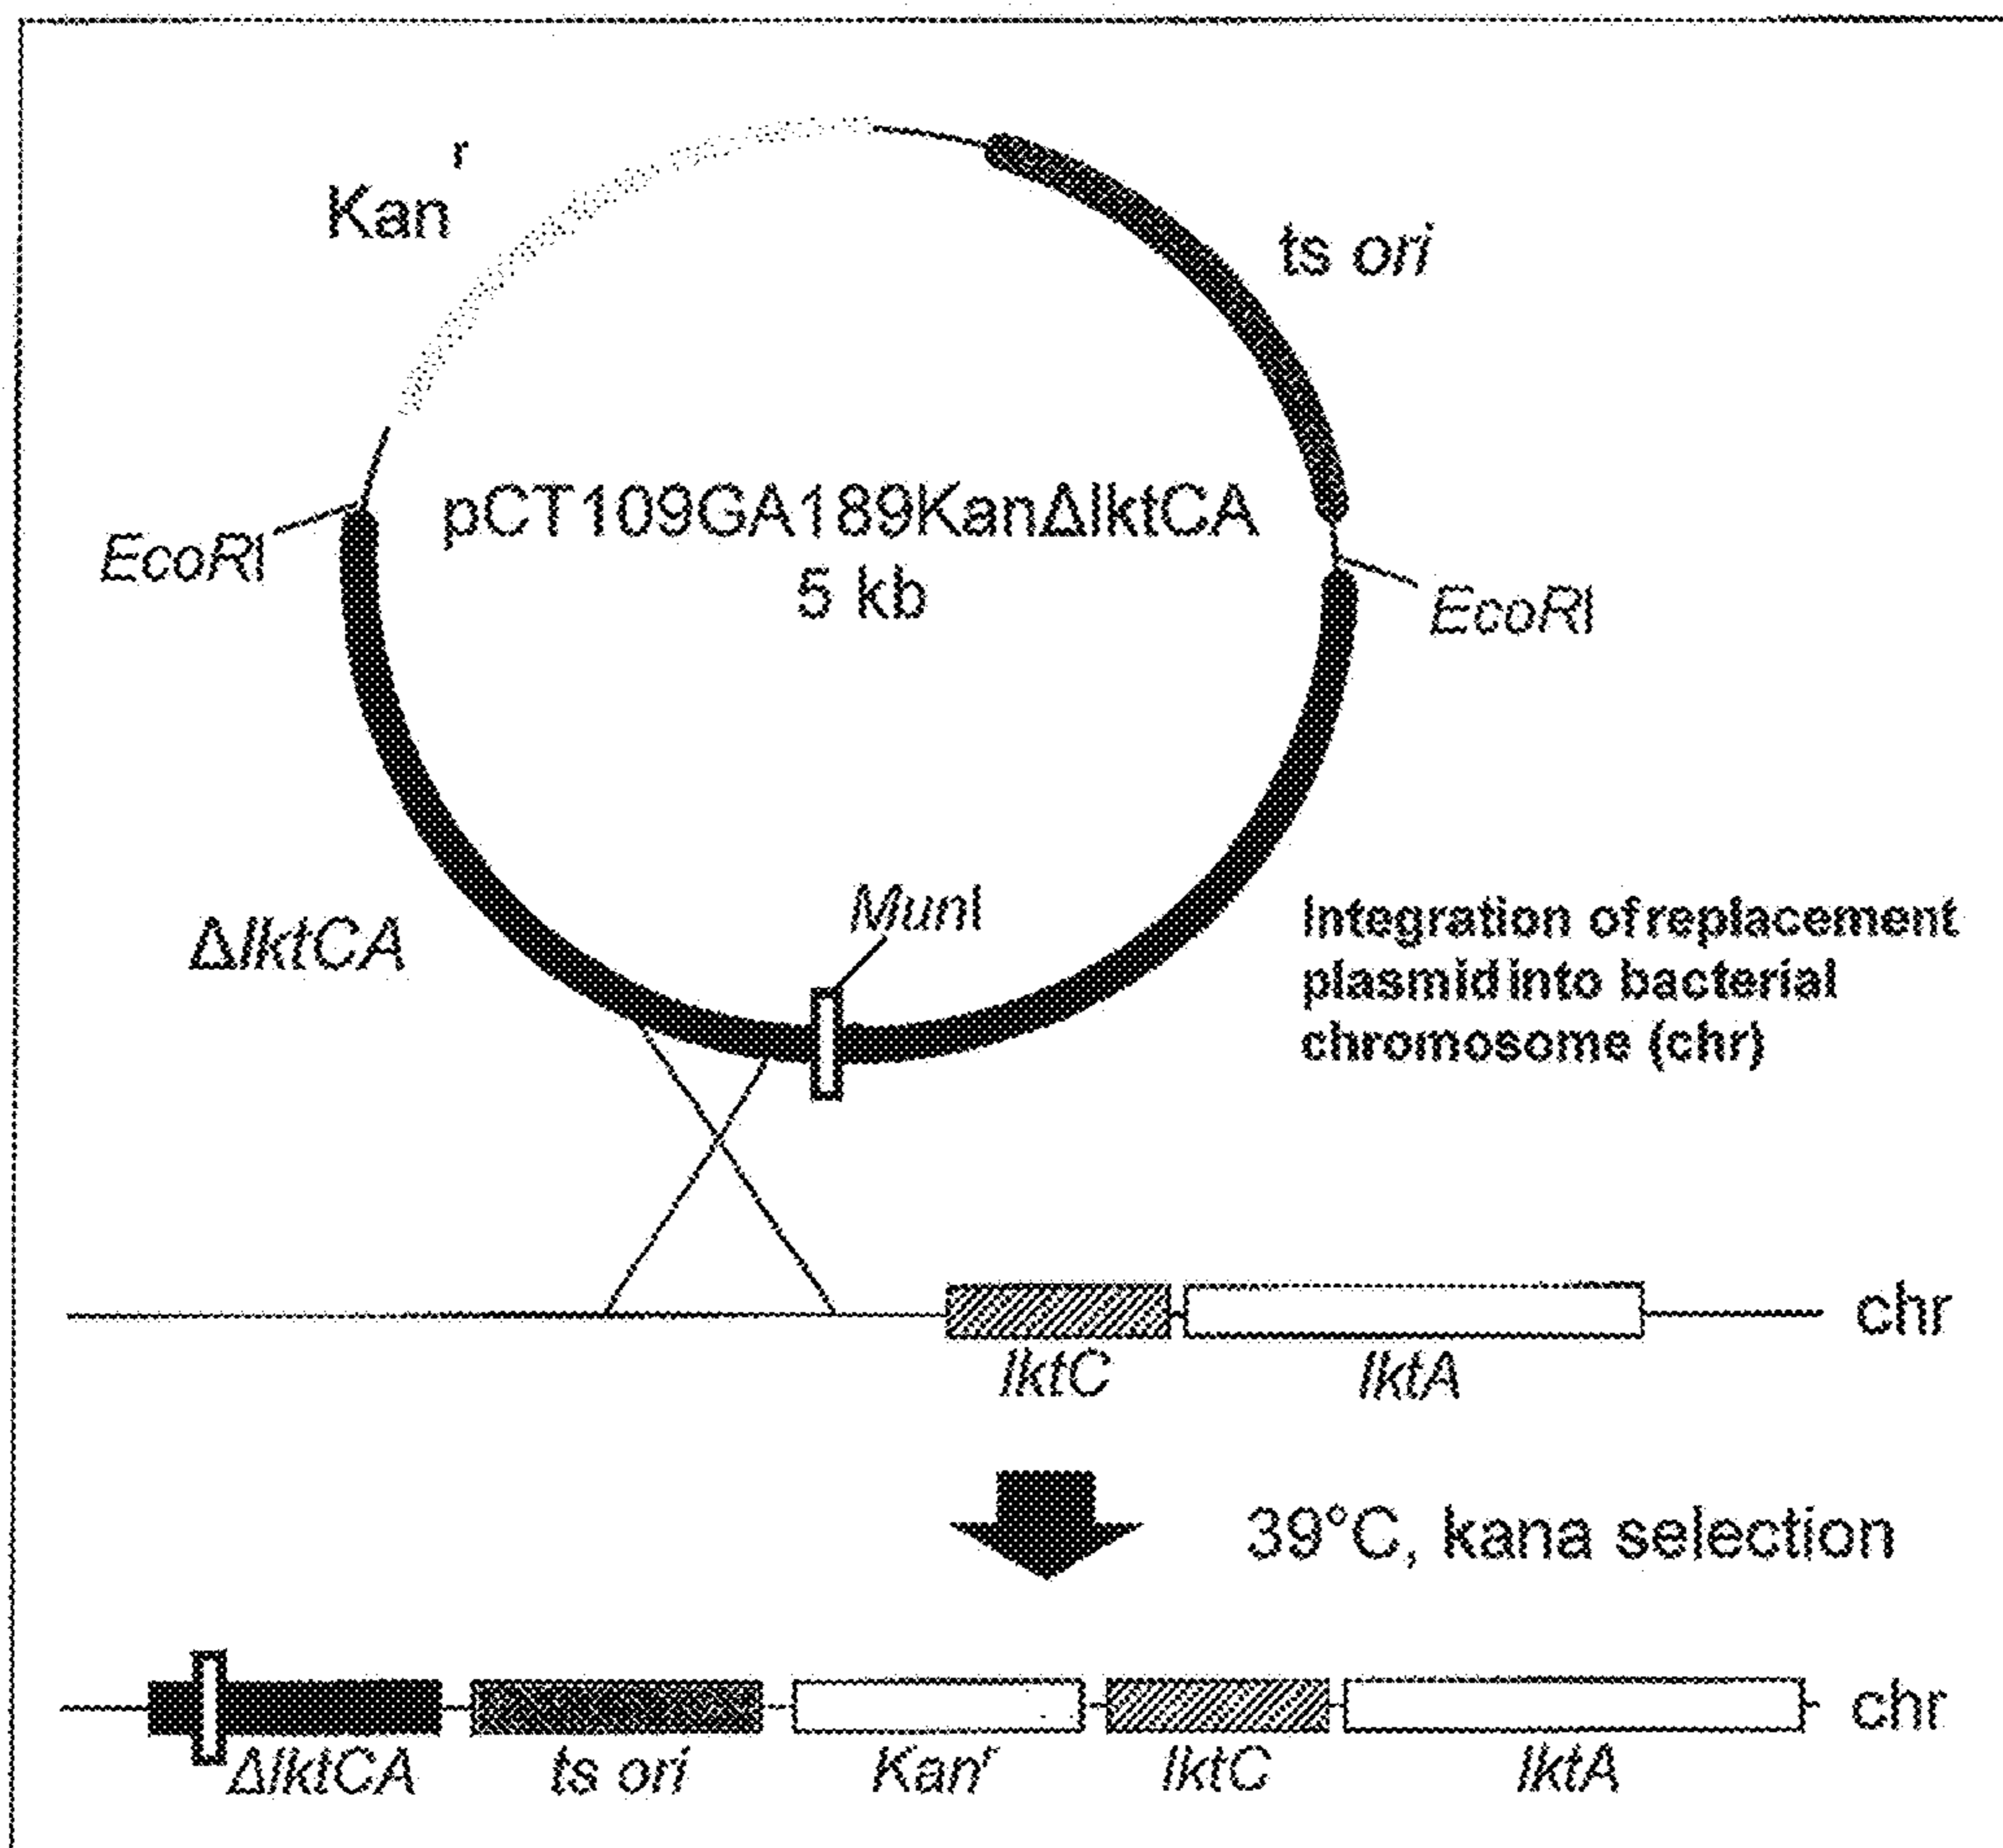 Kan r
ts ori
pCT109GA189KanΔlktCA
5 kb
EcoRI
EcoRI
ΔlktCA
MunI
Integration of replacement
plasmid into bacterial
chromosome (chr)
chr
lktC lktA
39°C, kana selection
chr
ΔlktCA ts ori Kanr lktC lktA